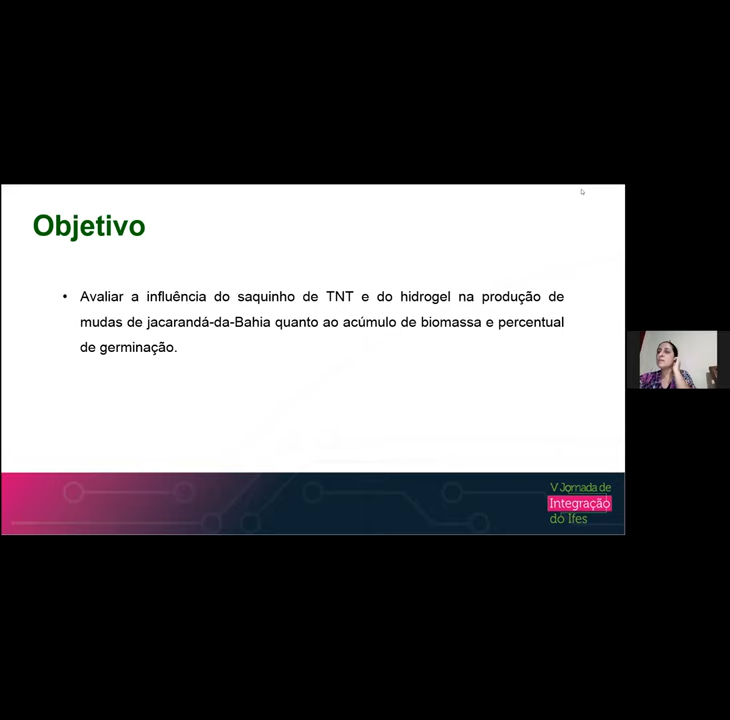 Objetivo
• Avaliar a influência do saquinho de TNT e do hidrogel na produção de
mudas de jacarandá-da-Bahia quanto ao acúmulo de biomassa e percentual
de germinação.
V Jornada de
Integração
do Ifes